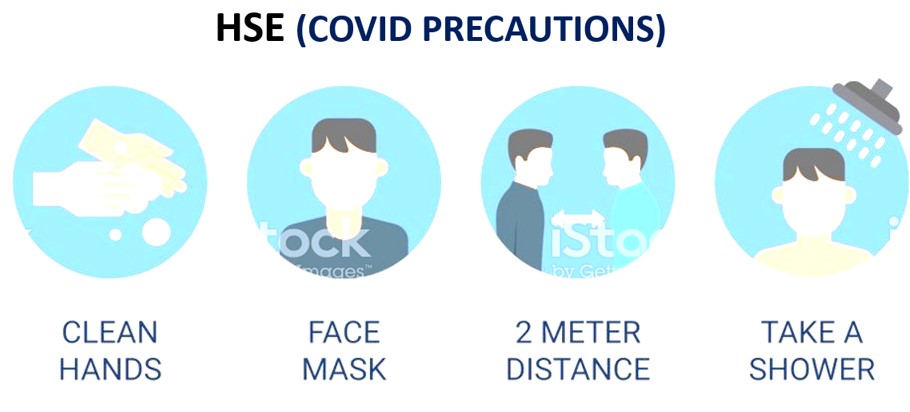 HSE (COVID PRECAUTIONS)
tock
Images™
iStoc
by Gett
CLEAN
HANDS
FACE
MASK
2 METER
DISTANCE
TAKE A
SHOWER